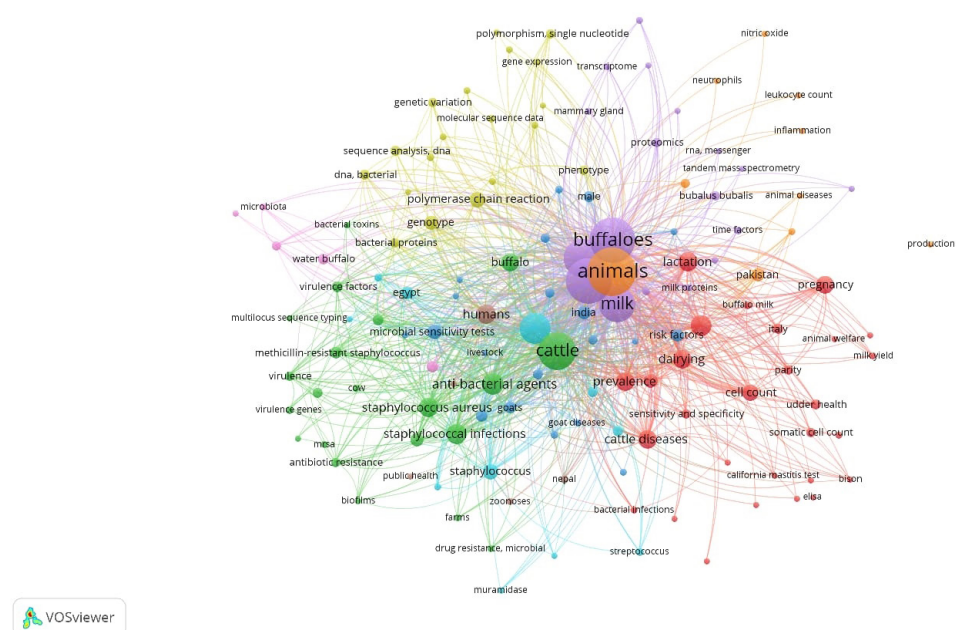 polymorphism, single nucleotide
nitric oxide
gene expression
transcriptome
neutrophils
leukocyte count
genetic variation
mammary gland
molecular sequence data
inflammation
proteomics
sequence analysis, dna
rna, messenger
phenotype
tandem mass spectrometry
dna, bacterial
male
bubalus bubalis
animal diseases
polymerase chain reaction
microbiota
bacterial toxins
genotype
time factors
buffaloes
bacterial proteins
production
water buffalo
buffalo
lactation
animals
pakistan
virulence factors
egypt
milk proteins
pregnancy
milk
buffalo milk
humans
india
multilocus sequence typing
microbial sensitivity tests
risk factors
italy
animal welfare
methicillin-resistant staphylococcus
livestock
cattle
dairying
milk yield
virulence
parity
cow
anti-bacterial agents
prevalence
cell count
virulence genes
staphylococcus aureus
goats
udder health
sensitivity and specificity
goat diseases
staphylococcal infections
cattle diseases
somatic cell count
mrsa
antibiotic resistance
public health
staphylococcus
nepal
california mastitis test
bison
biofilms
zoonoses
elisa
farms
bacterial infections
drug resistance, microbial
streptococcus
muramidase
VOSviewer